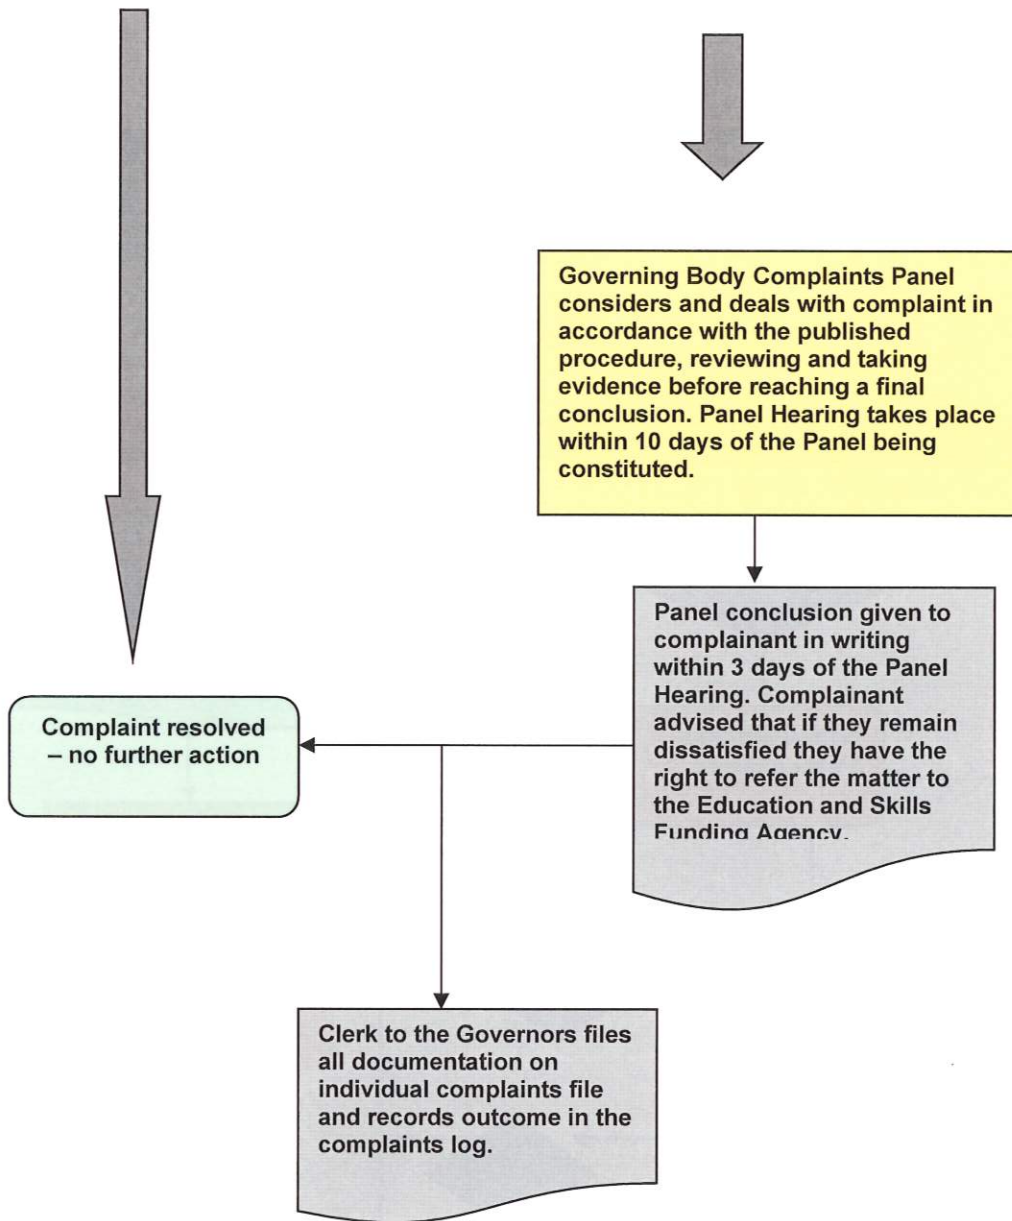 Governing Body Complaints Panel
considers and deals with complaint in
accordance with the published
procedure, reviewing and taking
evidence before reaching a final
conclusion. Panel Hearing takes place
within 10 days of the Panel being
constituted.
Panel conclusion given to
complainant in writing
within 3 days of the Panel
Hearing. Complainant
advised that if they remain
dissatisfied they have the
right to refer the matter to
the Education and Skills
Funding Agency.
Complaint resolved
– no further action
Clerk to the Governors files
all documentation on
individual complaints file
and records outcome in the
complaints log.